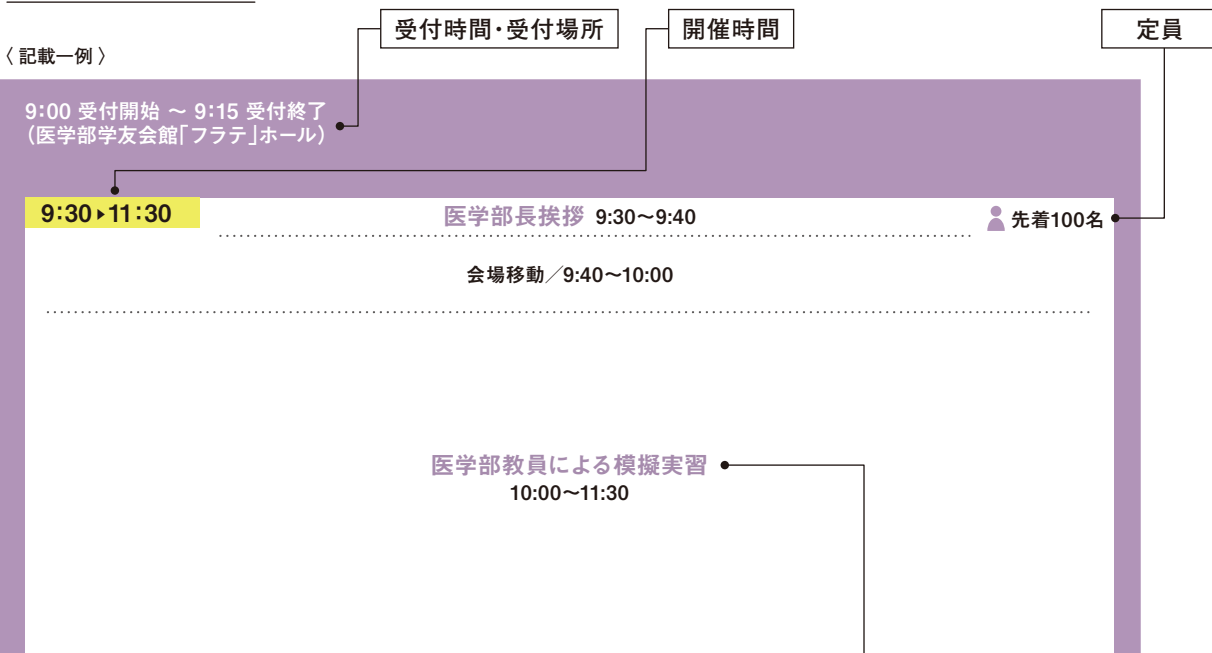 受付時間・受付場所
開催時間
定員
〈 記載一例 〉
9:00 受付開始 ～ 9:15 受付終了
（医学部学友会館「フラテ」ホール）
9:30▶11:30
医学部長挨拶 9:30～9:40
先着100名
会場移動／9:40～10:00
医学部教員による模擬実習
10:00～11:30